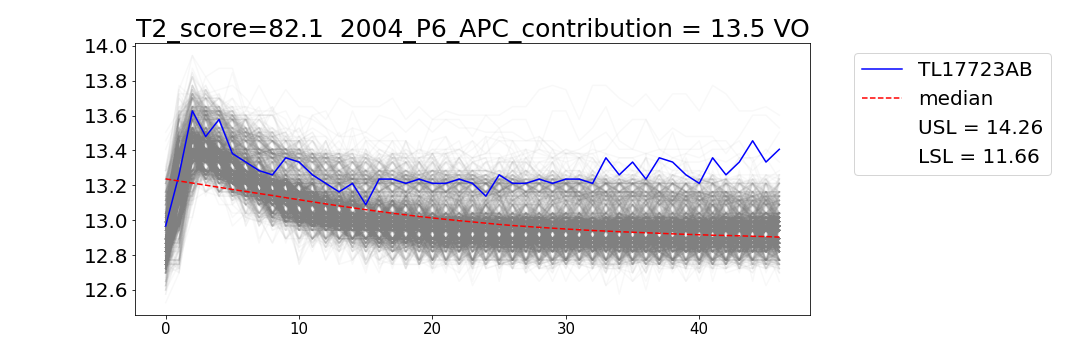 T2_score=82.1  2004_P6_APC_contribution = 13.5 VO
14.0
13.8
13.6
13.4
13.2
13.0
12.8
12.6
0 10 20 30 40
TL17723AB
median
USL = 14.26
LSL = 11.66